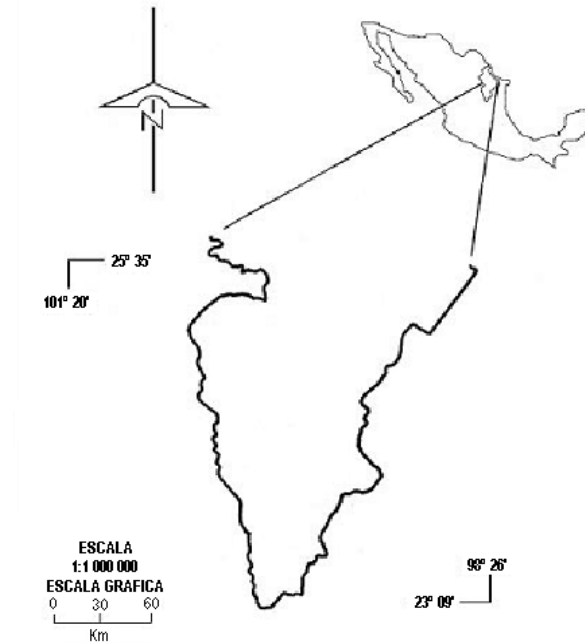 N
25° 35'
101° 20'
ESCALA
1:1 000 000
ESCALA GRAFICA
0 30 60
Km
98° 26'
23° 09'